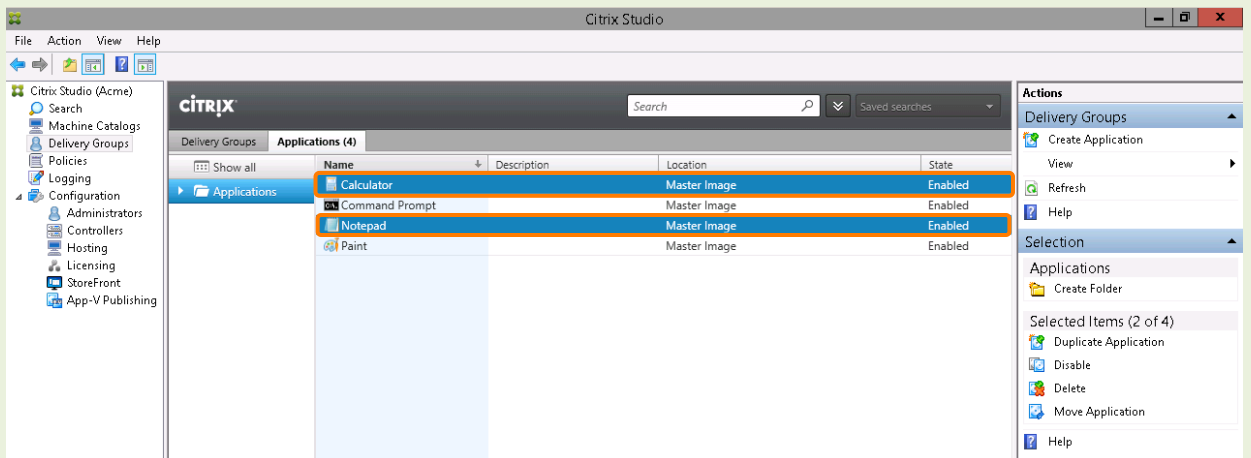 Citrix Studio
File Action View Help
Citrix Studio (Acme)
Search
Machine Catalogs
Delivery Groups
Policies
Logging
Configuration
Administrators
Controllers
Hosting
Licensing
StoreFront
App-V Publishing
CITRIX
Search
Saved searches
Delivery Groups Applications (4)
Show all
Applications
Name Description Location State
Calculator Master Image Enabled
Command Prompt Master Image Enabled
Notepad Master Image Enabled
Paint Master Image Enabled
Actions
Delivery Groups
Create Application
View
Refresh
Help
Selection
Applications
Create Folder
Selected Items (2 of 4)
Duplicate Application
Disable
Delete
Move Application
Help